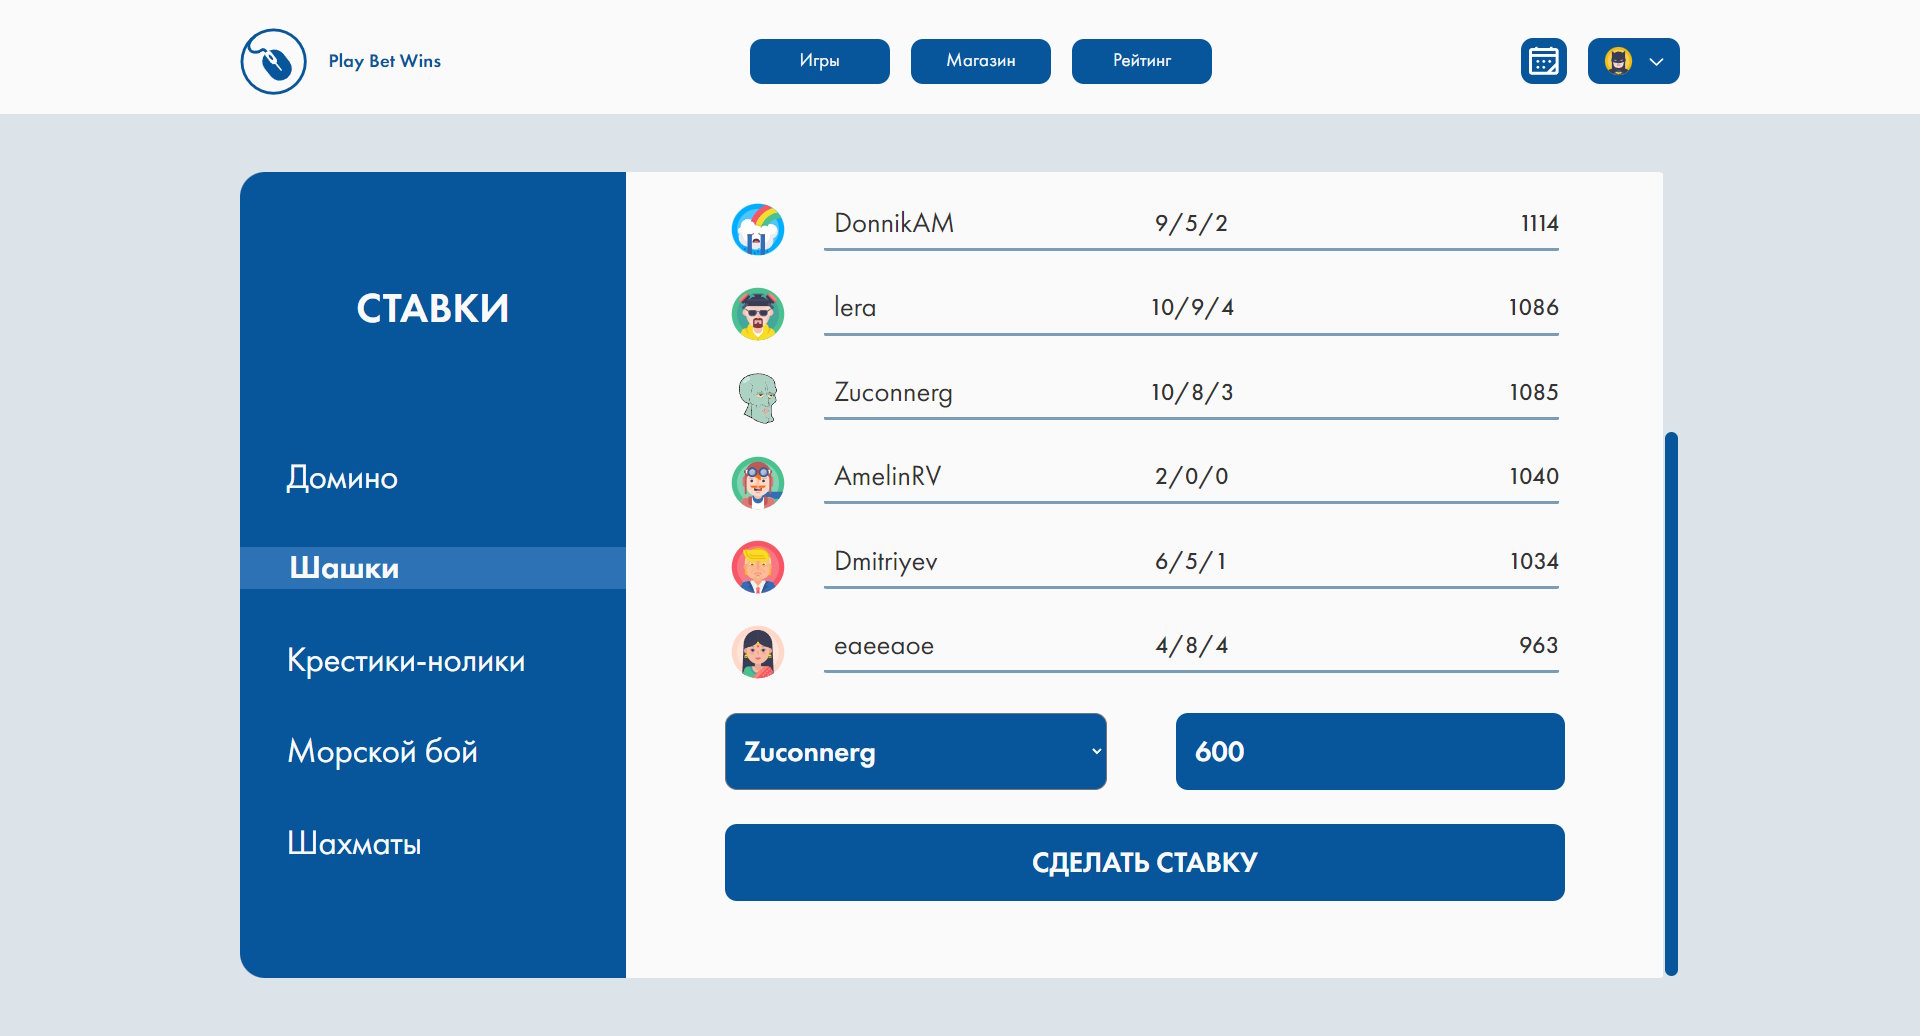 Play Bet Wins
Игры
Магазин
Рейтинг
СТАВКИ
Домино
Шашки
Крестики-нолики
Морской бой
Шахматы
DonnikAM 9/5/2 1114
lera 10/9/4 1086
Zuconnerg 10/8/3 1085
AmelinRV 2/0/0 1040
Dmitriyev 6/5/1 1034
eaeeaoe 4/8/4 963
Zuconnerg
600
СДЕЛАТЬ СТАВКУ